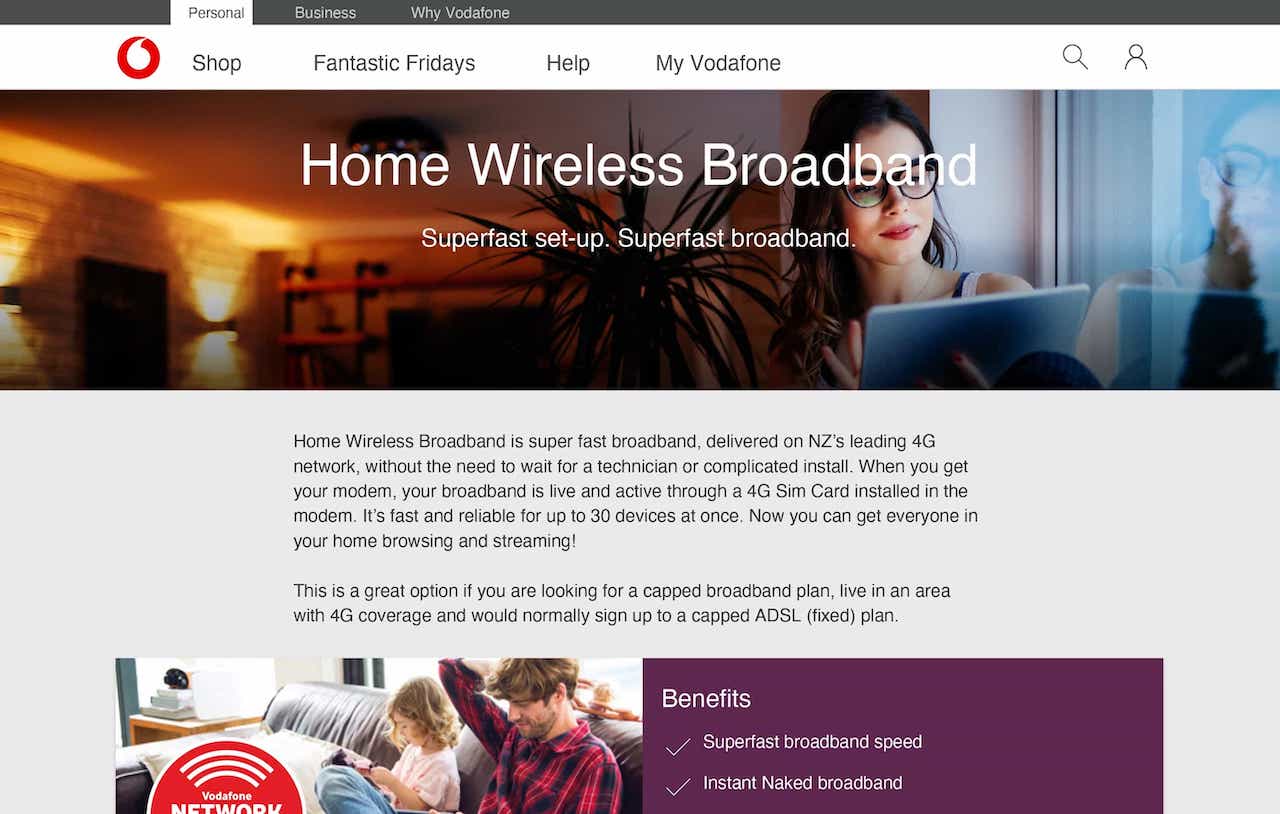 Personal
Business
Why Vodafone
Shop
Fantastic Fridays
Help
My Vodafone
Home Wireless Broadband
Superfast set-up. Superfast broadband.
Home Wireless Broadband is super fast broadband, delivered on NZ’s leading 4G
network, without the need to wait for a technician or complicated install. When you get
your modem, your broadband is live and active through a 4G Sim Card installed in the
modem. It’s fast and reliable for up to 30 devices at once. Now you can get everyone in
your home browsing and streaming!
This is a great option if you are looking for a capped broadband plan, live in an area
with 4G coverage and would normally sign up to a capped ADSL (fixed) plan.
Vodafone
NETWORK
Benefits
Superfast broadband speed
Instant Naked broadband